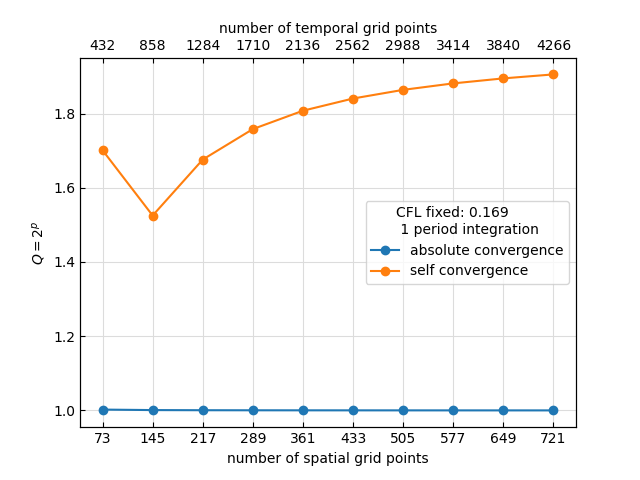 number of temporal grid points
432 858 1284 1710 2136 2562 2988 3414 3840 4266
1.8
1.6
1.4
1.2
1.0
Q = 2^p
CFL fixed: 0.169
1 period integration
absolute convergence
self convergence
73 145 217 289 361 433 505 577 649 721
number of spatial grid points